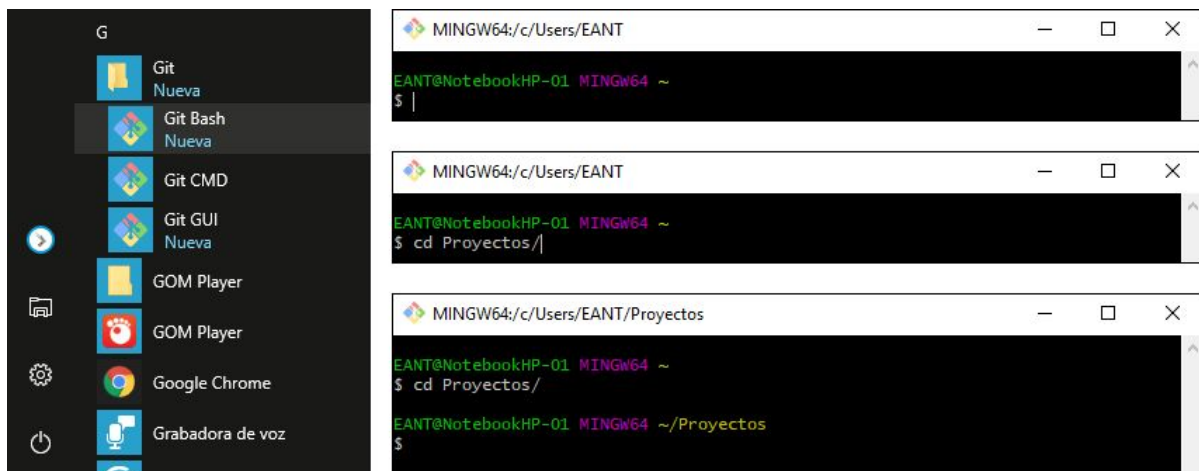 G
Git
Nueva
Git Bash
Nueva
Git CMD
Git GUI
Nueva
GOM Player
GOM Player
Google Chrome
Grabadora de voz
MINGW64:/c/Users/EANT
EANT@NotebookHP-01 MINGW64 ~
$
MINGW64:/c/Users/EANT
EANT@NotebookHP-01 MINGW64 ~
$ cd Proyectos/
MINGW64:/c/Users/EANT/Proyectos
EANT@NotebookHP-01 MINGW64 ~
$ cd Proyectos/
EANT@NotebookHP-01 MINGW64 ~/Proyectos
$